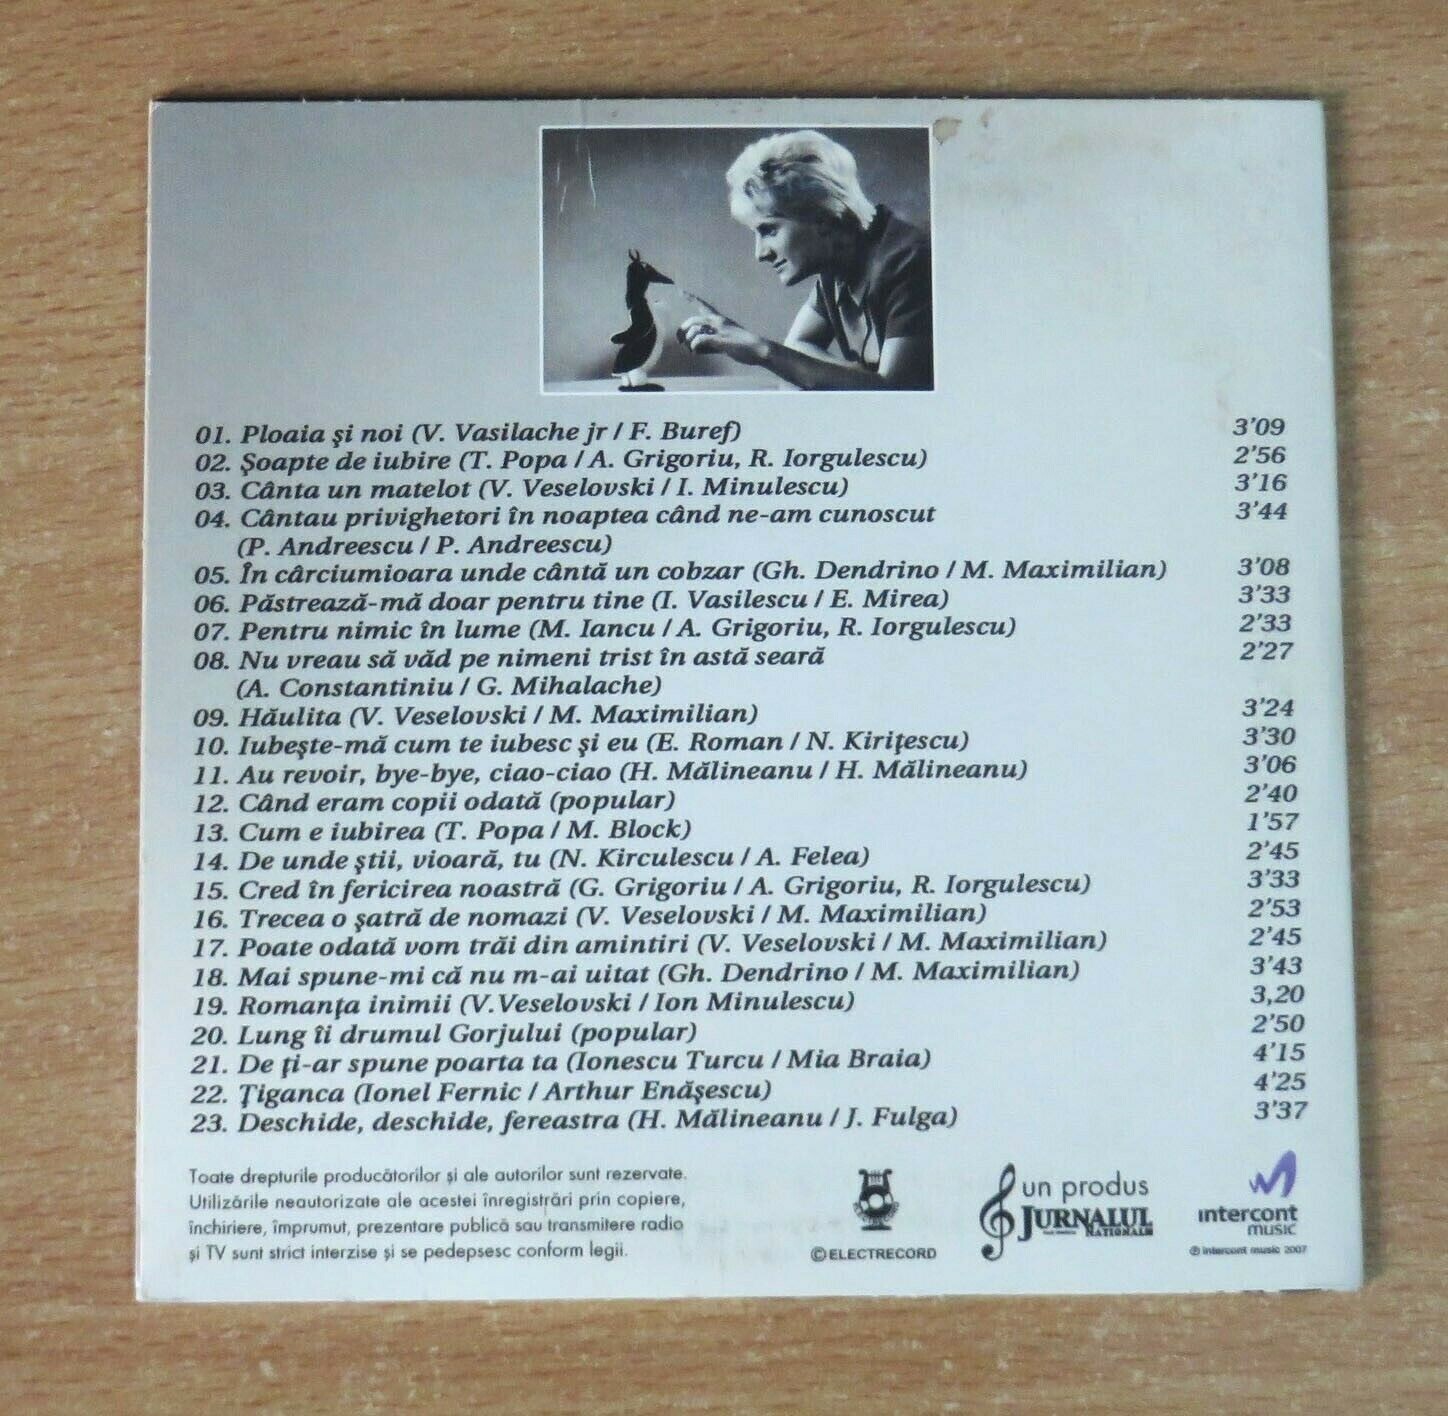 01. Ploaia şi noi (V. Vasilache jr / F. Buref) 3'09
02. Şoapte de iubire (T. Popa / A. Grigoriu, R. Iorgulescu) 2'56
03. Cânta un matelot (V. Veselovski / I. Minulescu) 3'16
04. Cântau privighetori în noaptea când ne-am cunoscut 3'44
(P. Andreescu / P. Andreescu)
05. În cârciumioara unde cântă un cobzar (Gh. Dendrino / M. Maximilian) 3'08
06. Păstrează-mă doar pentru tine (I. Vasilescu / E. Mirea) 3'33
07. Pentru nimic în lume (M. Iancu / A. Grigoriu, R. Iorgulescu) 2'33
08. Nu vreau să văd pe nimeni trist în astă seară 2'27
(A. Constantiniu / G. Mihalache)
09. Hăulita (V. Veselovski / M. Maximilian) 3'24
10. Iubeşte-mă cum te iubesc şi eu (E. Roman / N. Kiriţescu) 3'30
11. Au revoir, bye-bye, ciao-ciao (H. Mălineanu / H. Mălineanu) 3'06
12. Când eram copii odată (popular) 2'40
13. Cum e iubirea (T. Popa / M. Block) 1'57
14. De unde ştii, vioară, tu (N. Kirculescu / A. Felea) 2'45
15. Cred în fericirea noastră (G. Grigoriu / A. Grigoriu, R. Iorgulescu) 3'33
16. Trecea o şatră de nomazi (V. Veselovski / M. Maximilian) 2'53
17. Poate odată vom trăi din amintiri (V. Veselovski / M. Maximilian) 2'45
18. Mai spune-mi că nu m-ai uitat (Gh. Dendrino / M. Maximilian) 3'43
19. Romanţa inimii (V.Veselovski / Ion Minulescu) 3,20
20. Lung îi drumul Gorjului (popular) 2'50
21. De ţi-ar spune poarta ta (Ionescu Turcu / Mia Braia) 4'15
22. Ţiganca (Ionel Fernic / Arthur Enăşescu) 4'25
23. Deschide, deschide, fereastra (H. Mălineanu / J. Fulga) 3'37
Toate drepturile producătorilor şi ale autorilor sunt rezervate.
Utilizările neautorizate ale acestei înregistrări prin copiere,
închiriere, împrumut, prezentare publică sau transmitere radio
şi TV sunt strict interzise şi se pedepsesc conform legii.
©ELECTRECORD
un produs
JURNALUL
NAŢIONAL
intercont
music
℗ intercont music 2007